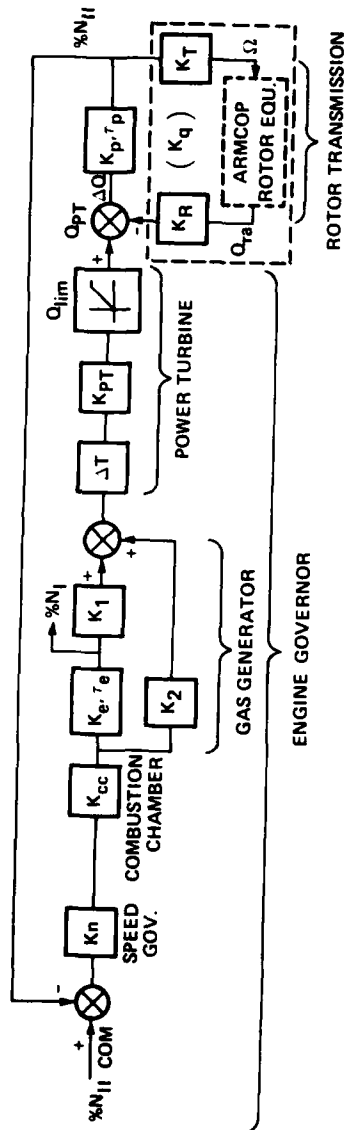 %N_II COM
+
-
Kn
SPEED
GOV.
K_cc
COMBUSTION
CHAMBER
K_e, τ_e
%N_I
K_1
+
+
K_2
GAS GENERATOR
ΔT
K_PT
Q_lim
POWER TURBINE
+
Q_PT
-
ΔQ
K_p, τ_p
%N_II
K_T
Ω
(K_q)
K_R
Q_ra
ARMCOP
ROTOR EQU.
ROTOR TRANSMISSION
ENGINE GOVERNOR